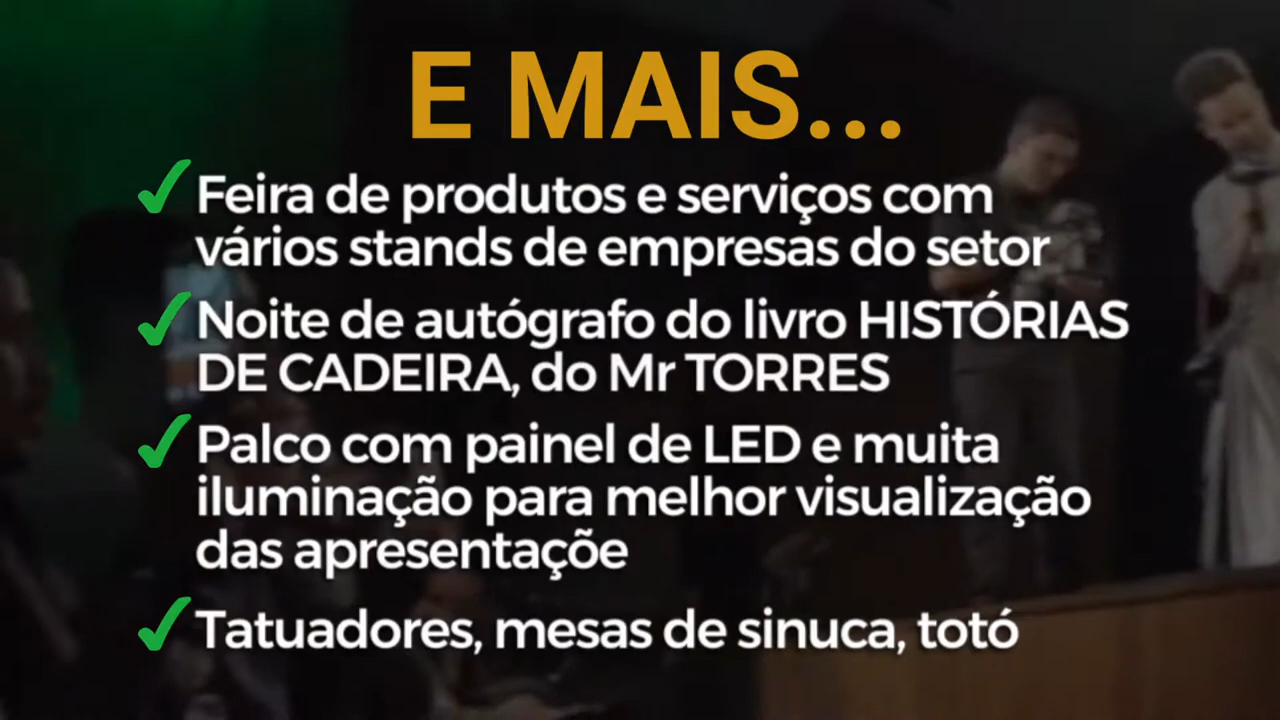 E MAIS...
Feira de produtos e serviços com
vários stands de empresas do setor
Noite de autógrafo do livro HISTÓRIAS
DE CADEIRA, do Mr TORRES
Palco com painel de LED e muita
iluminação para melhor visualização
das apresentaçõe
Tatuadores, mesas de sinuca, totó